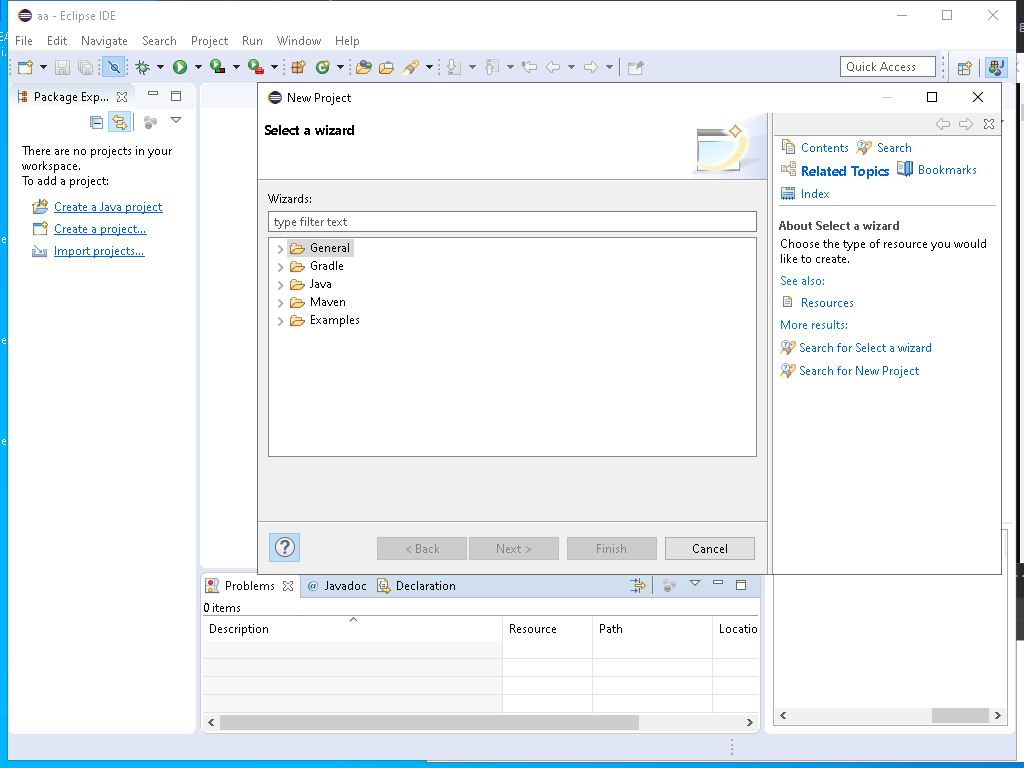 aa - Eclipse IDE
File Edit Navigate Search Project Run Window Help
Quick Access
Package Exp...
There are no projects in your
workspace.
To add a project:
Create a Java project
Create a project...
Import projects...
New Project
Select a wizard
Wizards:
type filter text
General
Gradle
Java
Maven
Examples
?
< Back Next > Finish Cancel
Contents Search
Related Topics Bookmarks
Index
About Select a wizard
Choose the type of resource you would
like to create.
See also:
Resources
More results:
Search for Select a wizard
Search for New Project
Problems @ Javadoc Declaration
0 items
Description Resource Path Locatio